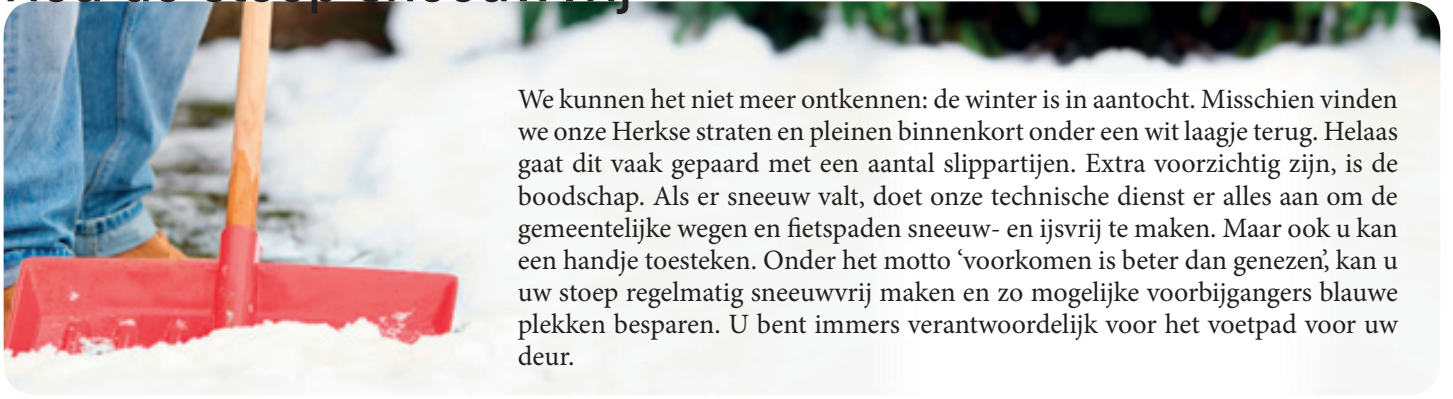 Hou de stoep sneeuwvrij
We kunnen het niet meer ontkennen: de winter is in aantocht. Misschien vinden
we onze Herkse straten en pleinen binnenkort onder een wit laagje terug. Helaas
gaat dit vaak gepaard met een aantal slippartijen. Extra voorzichtig zijn, is de
boodschap. Als er sneeuw valt, doet onze technische dienst er alles aan om de
gemeentelijke wegen en fietspaden sneeuw- en ijsvrij te maken. Maar ook u kan
een handje toesteken. Onder het motto ‘voorkomen is beter dan genezen’, kan u
uw stoep regelmatig sneeuwvrij maken en zo mogelijke voorbijgangers blauwe
plekken besparen. U bent immers verantwoordelijk voor het voetpad voor uw
deur.